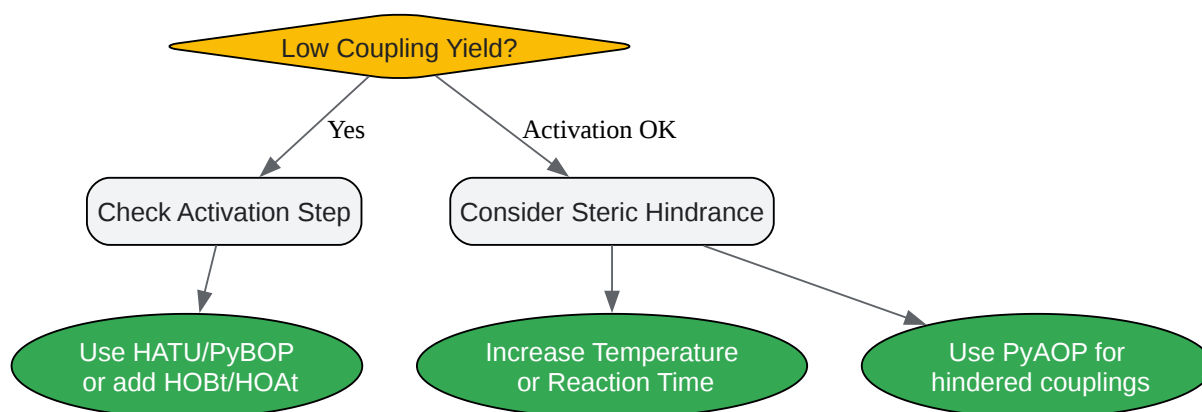 Low Coupling Yield?
Yes
Activation OK
Check Activation Step
Consider Steric Hindrance
Use HATU/PyBOP
or add HOBt/HOAt
Increase Temperature
or Reaction Time
Use PyAOP for
hindered couplings